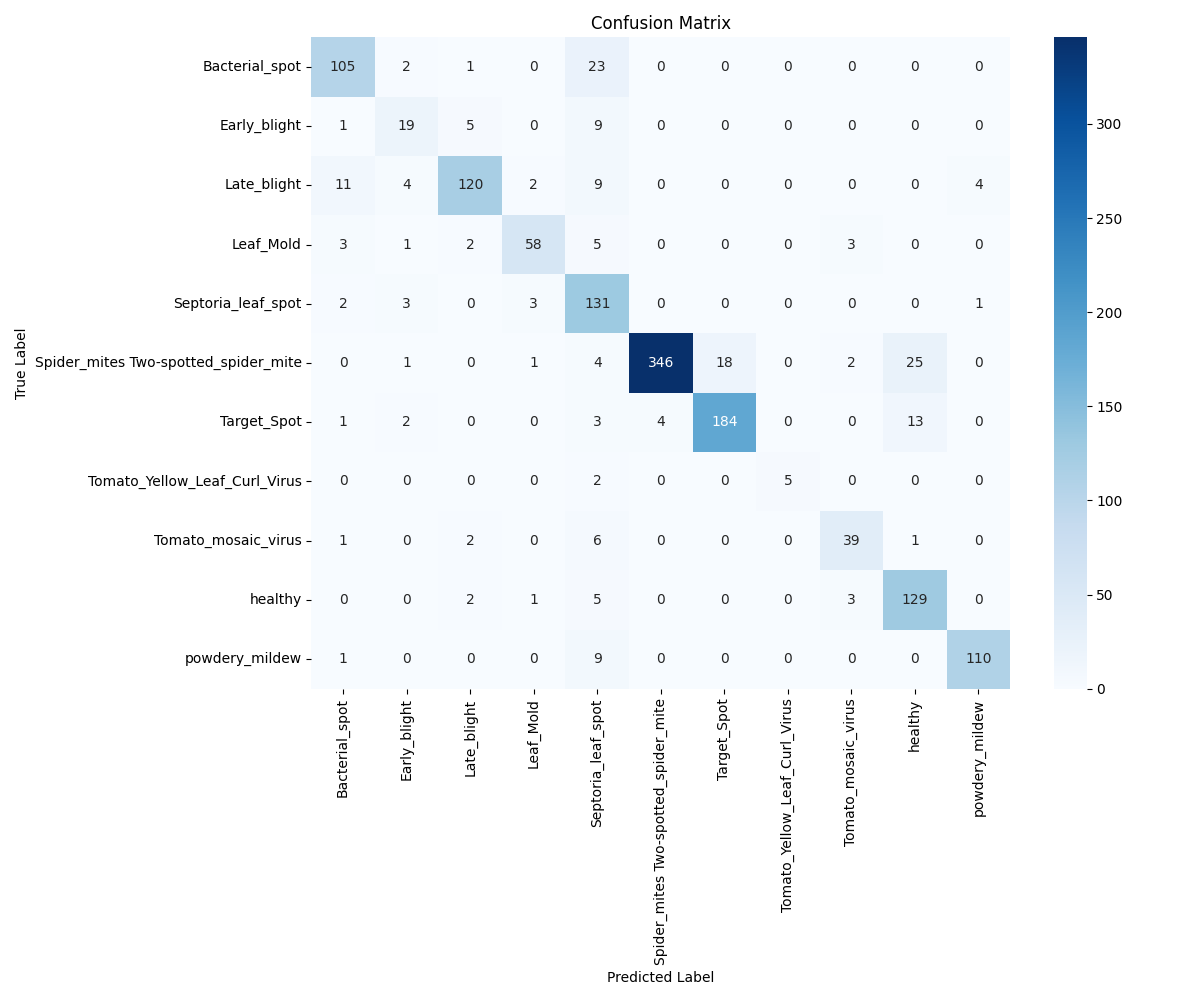 Confusion Matrix
True Label
Bacterial_spot 105 2 1 0 23 0 0 0 0 0 0
Early_blight 1 19 5 0 9 0 0 0 0 0 0
Late_blight 11 4 120 2 9 0 0 0 0 0 4
Leaf_Mold 3 1 2 58 5 0 0 0 3 0 0
Septoria_leaf_spot 2 3 0 3 131 0 0 0 0 0 1
Spider_mites Two-spotted_spider_mite 0 1 0 1 4 346 18 0 2 25 0
Target_Spot 1 2 0 0 3 4 184 0 0 13 0
Tomato_Yellow_Leaf_Curl_Virus 0 0 0 0 2 0 0 5 0 0 0
Tomato_mosaic_virus 1 0 2 0 6 0 0 0 39 1 0
healthy 0 0 2 1 5 0 0 0 3 129 0
powdery_mildew 1 0 0 0 9 0 0 0 0 0 110
Bacterial_spot
Early_blight
Late_blight
Leaf_Mold
Septoria_leaf_spot
Spider_mites Two-spotted_spider_mite
Target_Spot
Tomato_Yellow_Leaf_Curl_Virus
Tomato_mosaic_virus
healthy
powdery_mildew
Predicted Label
300
250
200
150
100
50
0